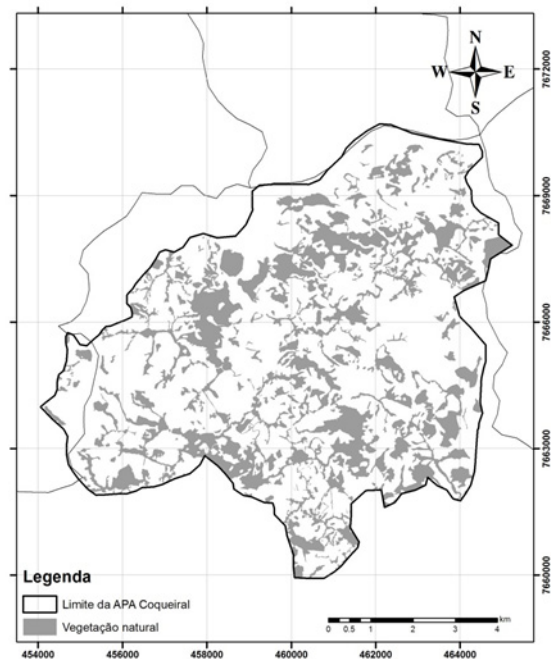 N
W E
S
7672000
7669000
7666000
7663000
7660000
Legenda
Limite da APA Coqueiral
Vegetação natural
km
0 0.5 1 2 3 4
454000 456000 458000 460000 462000 464000